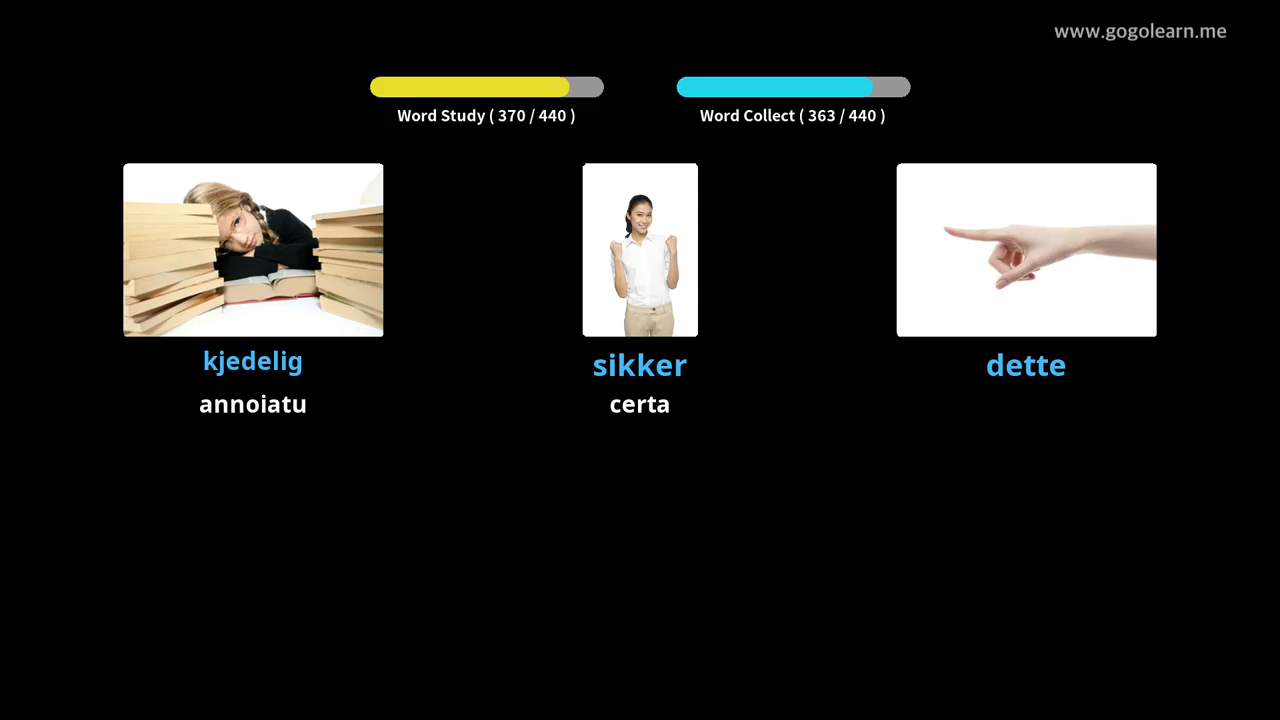 www.gogolearn.me
Word Study ( 370 / 440 )
Word Collect ( 363 / 440 )
kjedelig
annoiatu
sikker
certa
dette